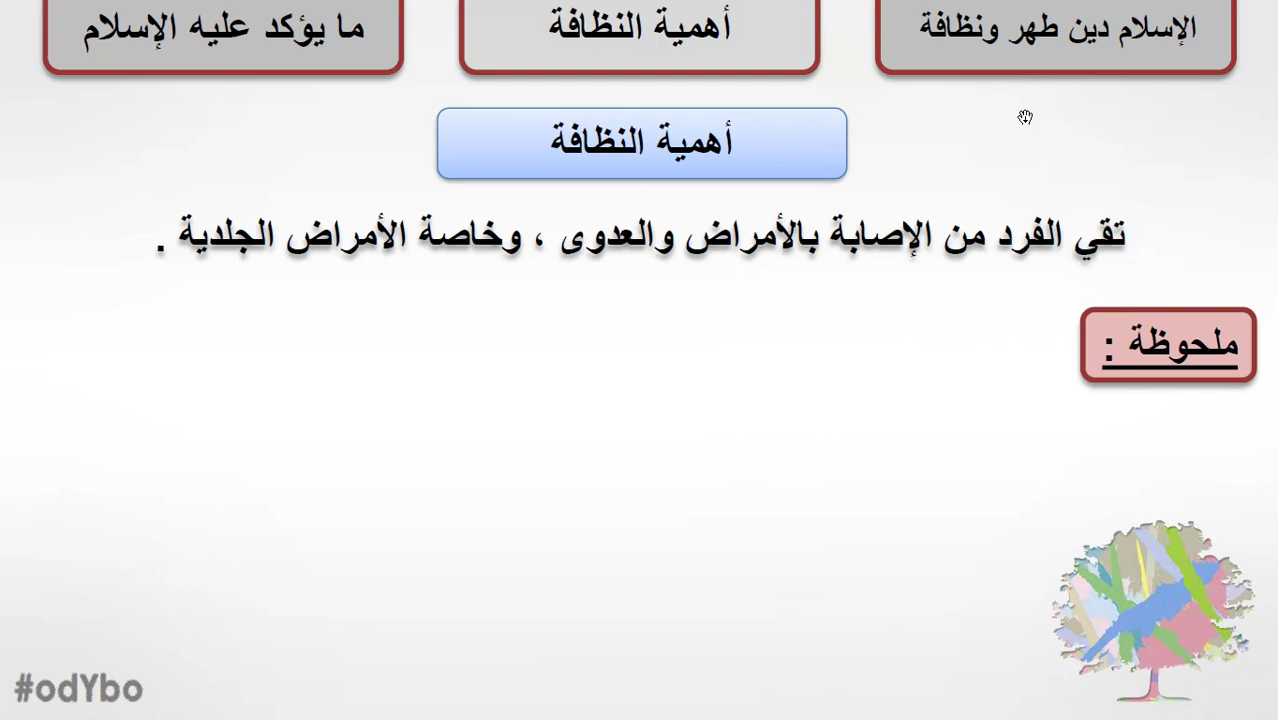 الإسلام دين طهر ونظافة
أهمية النظافة
ما يؤكد عليه الإسلام
أهمية النظافة
تقي الفرد من الإصابة بالأمراض والعدوى ، وخاصة الأمراض الجلدية .
ملحوظة :
#odYbo